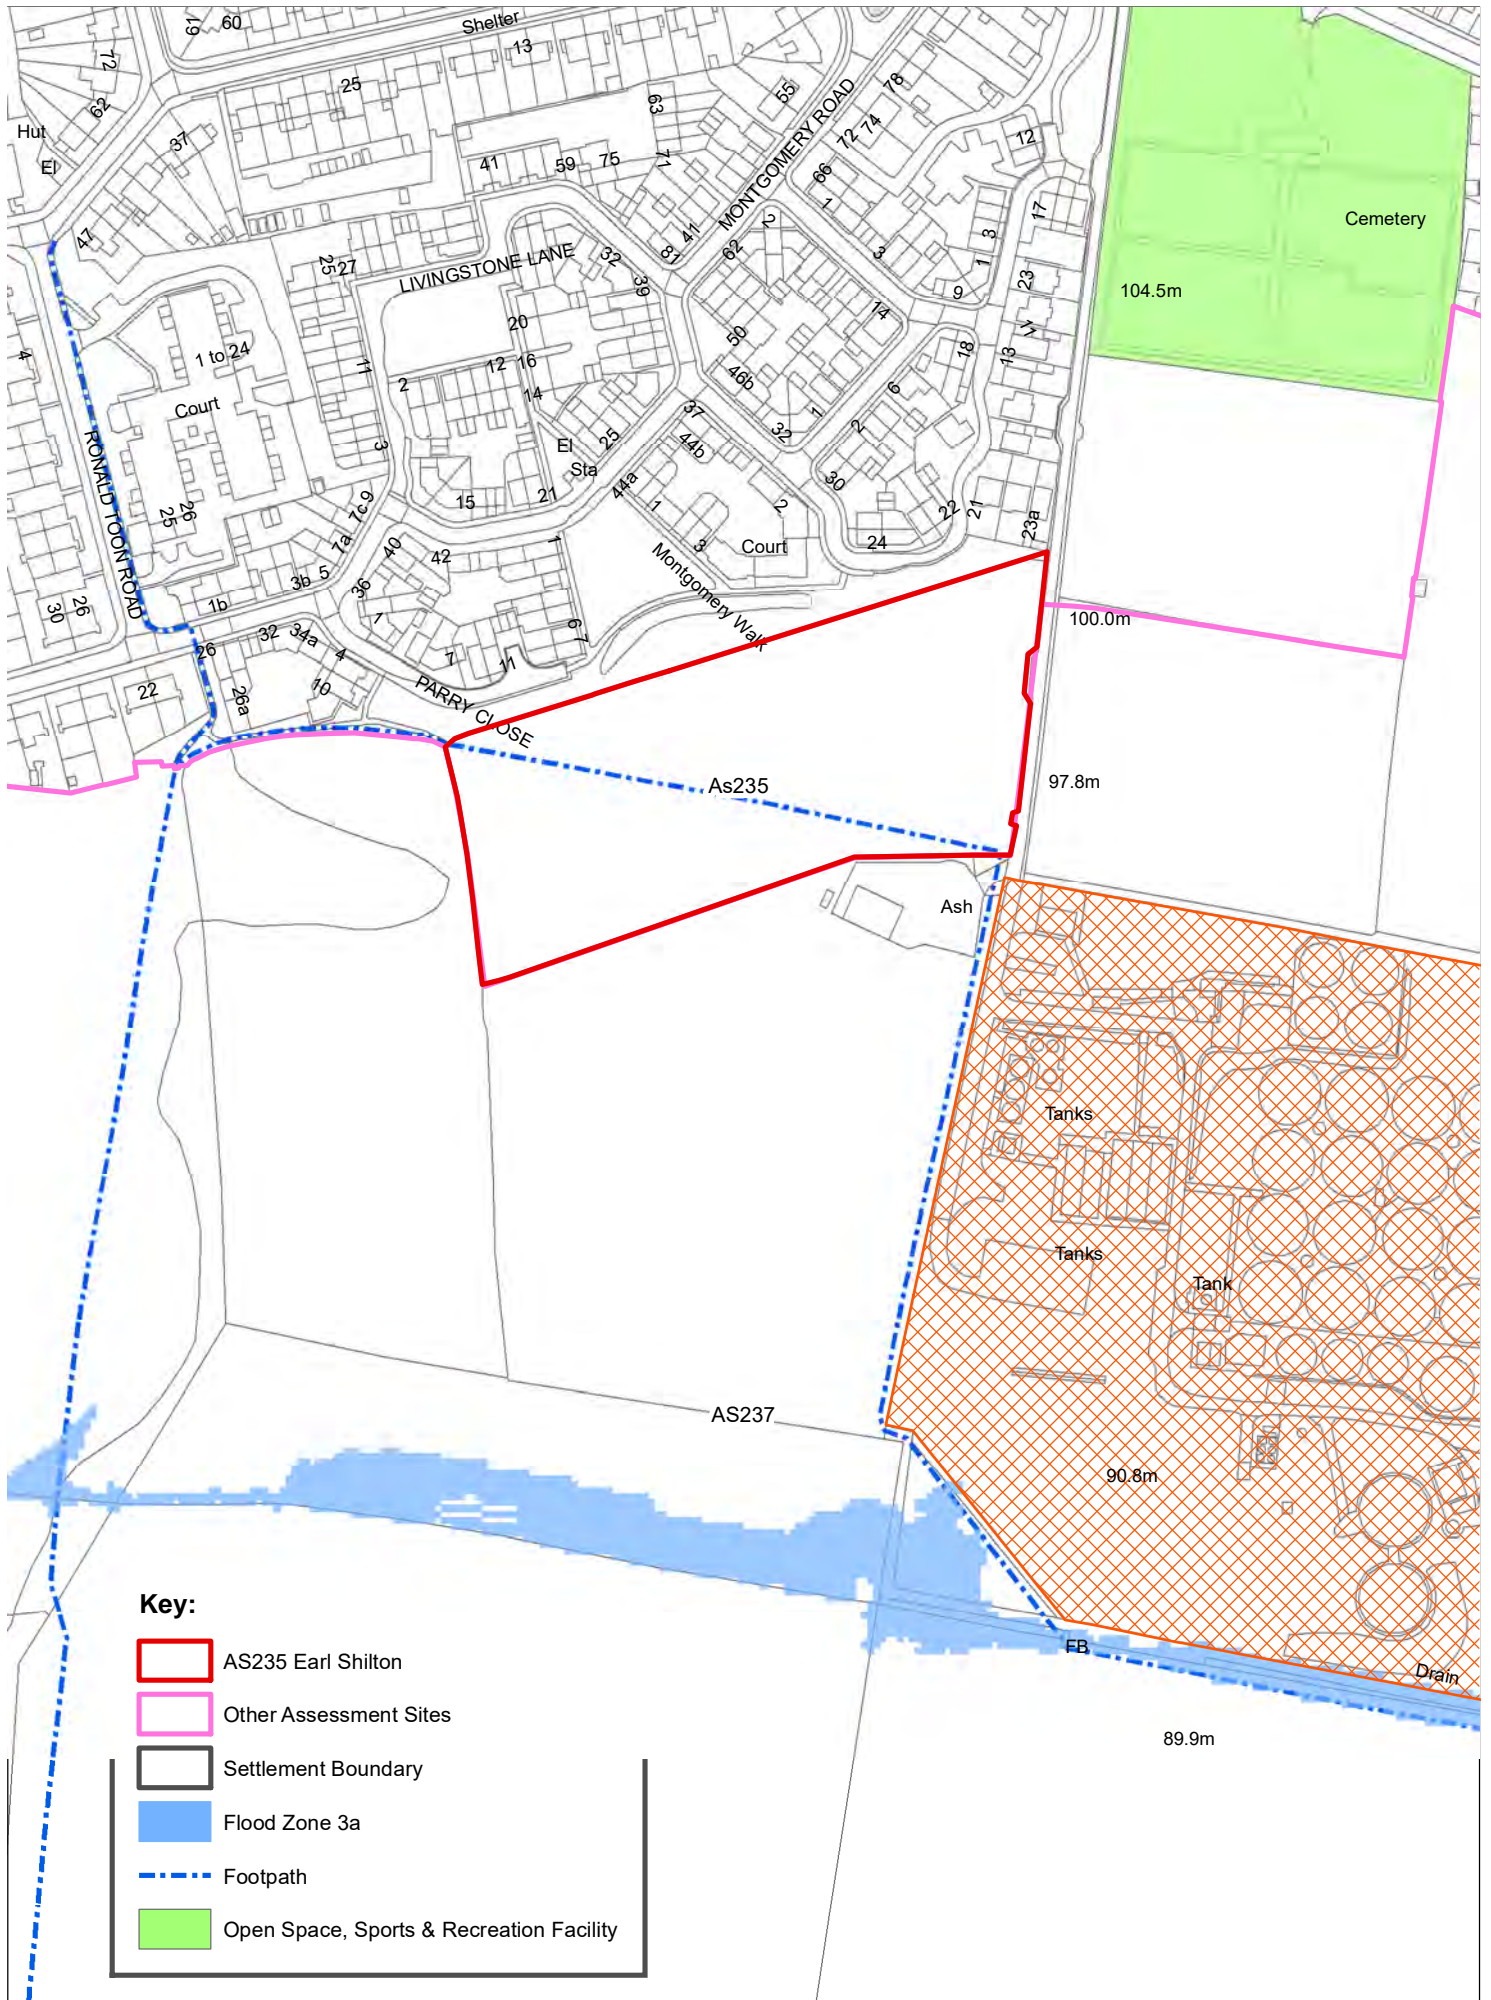 61
60
Shelter
13
72
25
62
Hut
El
37
63
55
78
MONTGOMERY ROAD
72
74
12
41
59
75
71
66
1
17
Cemetery
47
2
3
41
62
81
3
1
23
104.5m
25
27
LIVINGSTONE LANE
32
39
9
14
20
50
11
13
18
4
1 to 24
11
12
16
2
14
46b
6
Court
37
1
32
2
44b
RONALD TOON ROAD
3
El
Sta
25
30
44a
1
2
15
21
7c
9
22
21
25
26
7a
40
42
1
3
Court
24
23a
Montgomery Walk
5
3b
36
1b
1
30
26
100.0m
32
34a
4
6
7
26
7
11
22
26a
10
PARRY CLOSE
As235
97.8m
Ash
Tanks
Tanks
Tank
AS237
90.8m
FB
Drain
89.9m
Key:
AS235 Earl Shilton
Other Assessment Sites
Settlement Boundary
Flood Zone 3a
Footpath
Open Space, Sports & Recreation Facility